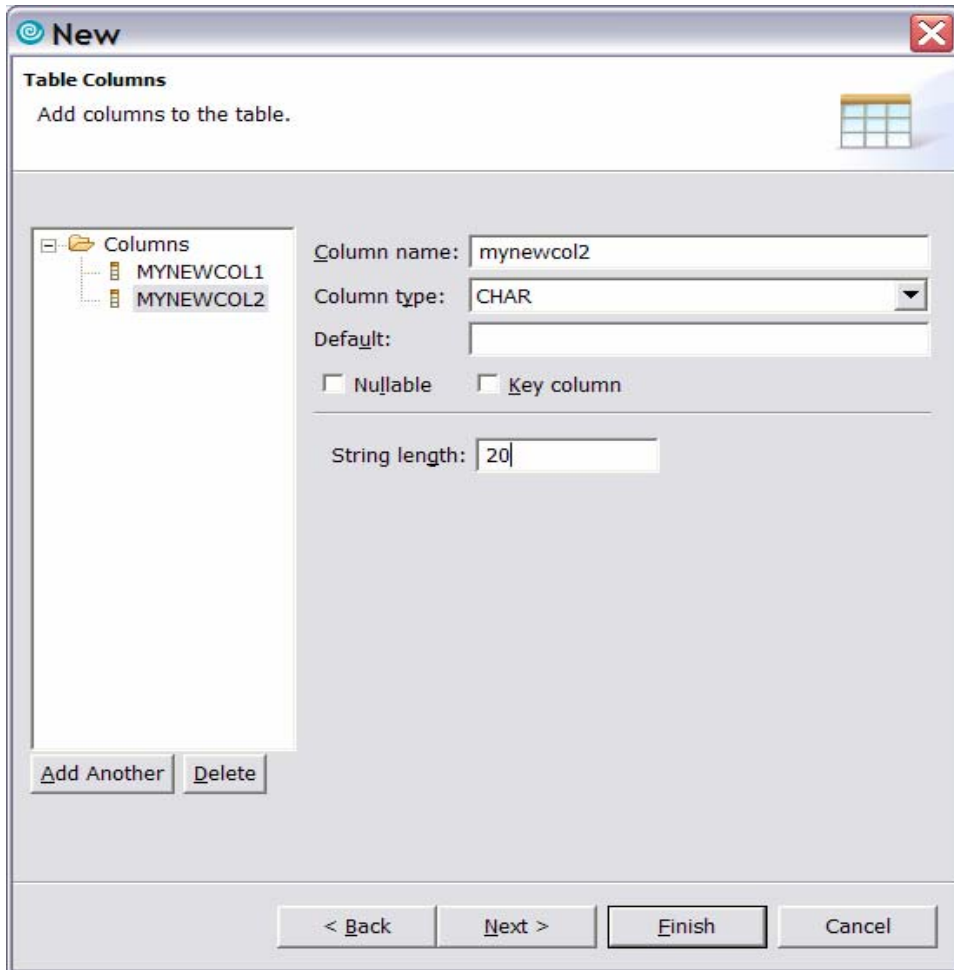 New
Table Columns
Add columns to the table.
Columns
MYNEWCOL1
MYNEWCOL2
Column name: mynewcol2
Column type: CHAR
Default:
Nullable Key column
String length: 20
Add Another Delete
< Back Next > Finish Cancel